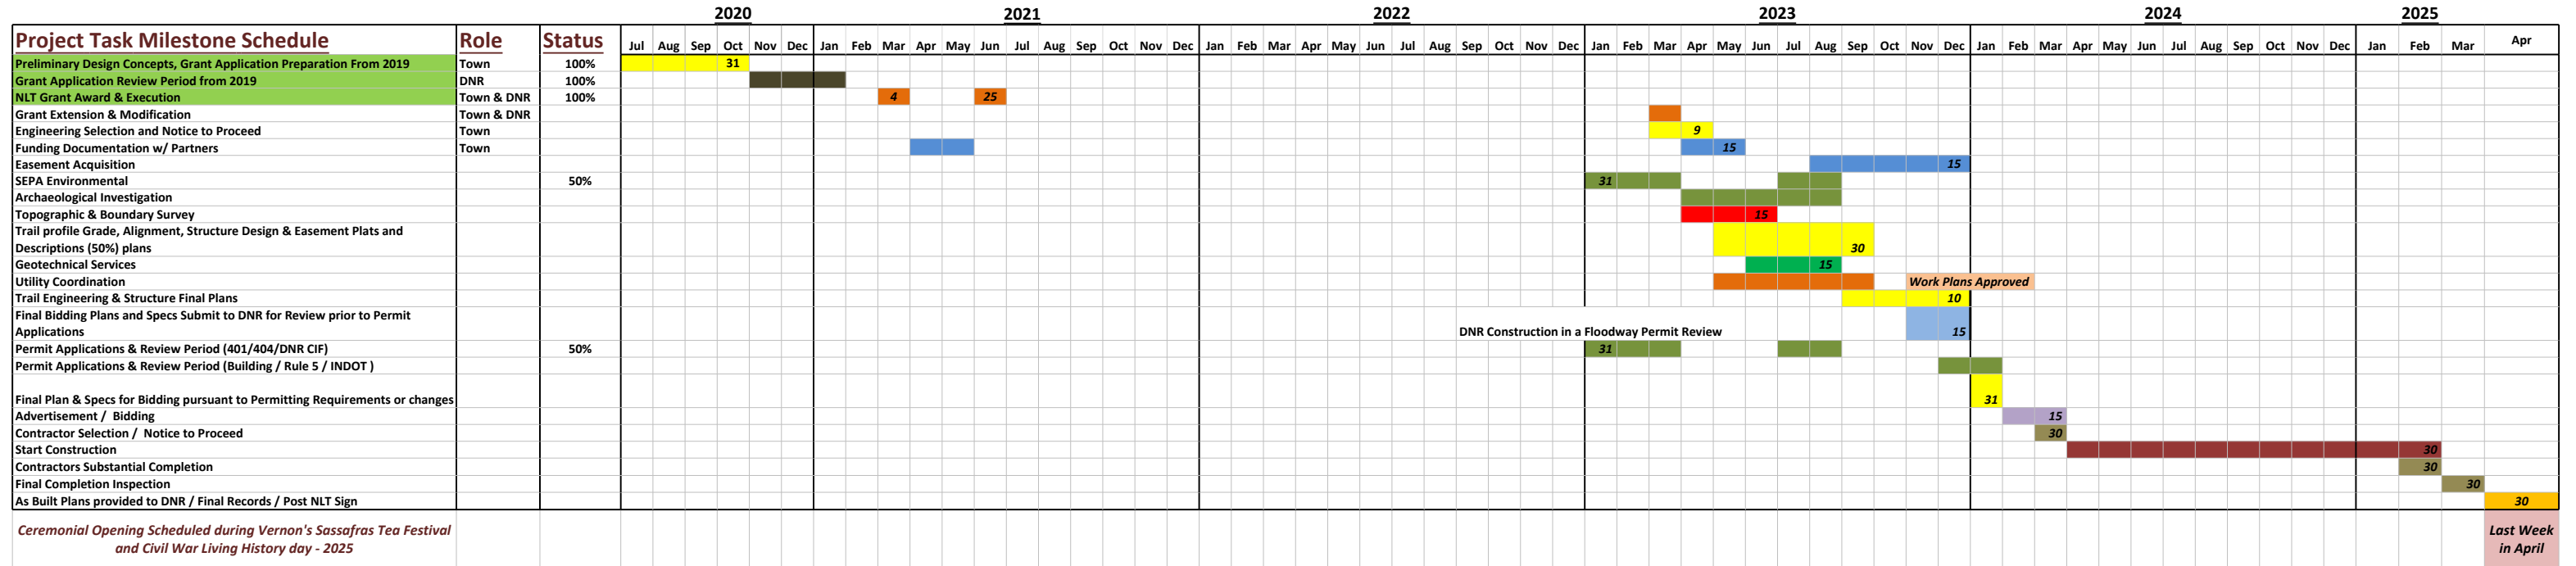 2020 2021 2022 2023 2024 2025
Project Task Milestone Schedule Role Status Jul Aug Sep Oct Nov Dec Jan Feb Mar Apr May Jun Jul Aug Sep Oct Nov Dec Jan Feb Mar Apr May Jun Jul Aug Sep Oct Nov Dec Jan Feb Mar Apr May Jun Jul Aug Sep Oct Nov Dec Jan Feb Mar Apr May Jun Jul Aug Sep Oct Nov Dec Jan Feb Mar Apr
Preliminary Design Concepts, Grant Application Preparation From 2019 Town 100% 31
Grant Application Review Period from 2019 DNR 100%
NLT Grant Award & Execution Town & DNR 100% 4 25
Grant Extension & Modification Town & DNR
Engineering Selection and Notice to Proceed Town 9
Funding Documentation w/ Partners Town 15
Easement Acquisition 15
SEPA Environmental 50% 31
Archaeological Investigation
Topographic & Boundary Survey 15
Trail profile Grade, Alignment, Structure Design & Easement Plats and
Descriptions (50%) plans 30
Geotechnical Services 15
Utility Coordination Work Plans Approved
Trail Engineering & Structure Final Plans 10
Final Bidding Plans and Specs Submit to DNR for Review prior to Permit
Applications DNR Construction in a Floodway Permit Review 15
Permit Applications & Review Period (401/404/DNR CIF) 50% 31
Permit Applications & Review Period (Building / Rule 5 / INDOT )
Final Plan & Specs for Bidding pursuant to Permitting Requirements or changes 31
Advertisement / Bidding 15
Contractor Selection / Notice to Proceed 30
Start Construction 30
Contractors Substantial Completion 30
Final Completion Inspection 30
As Built Plans provided to DNR / Final Records / Post NLT Sign 30
Ceremonial Opening Scheduled during Vernon's Sassafras Tea Festival Last Week
and Civil War Living History day - 2025 in April